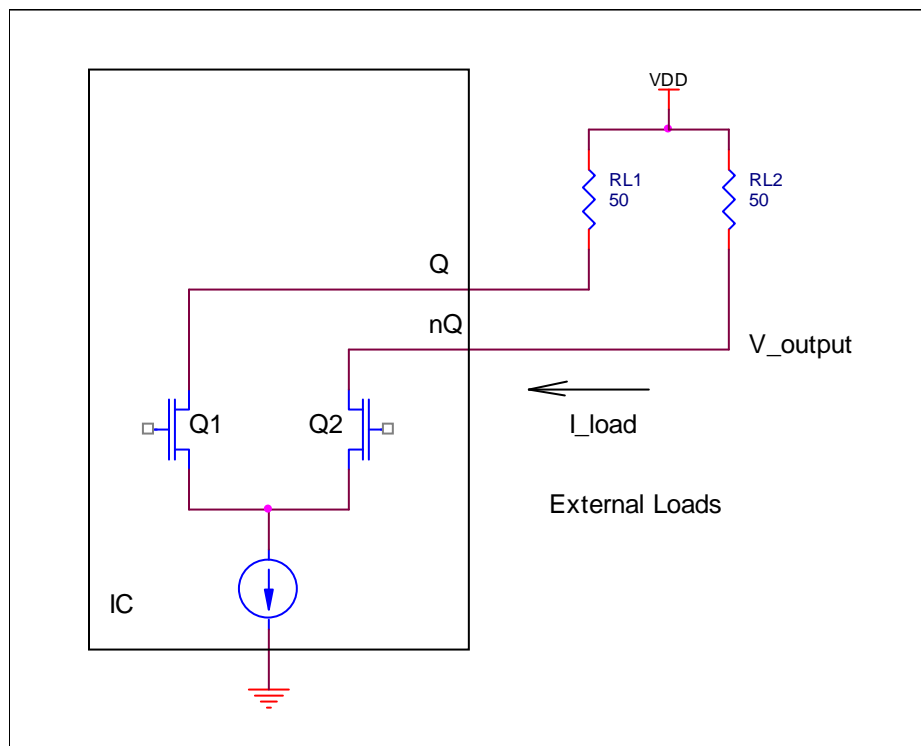 VDD
RL1
50
RL2
50
Q
nQ
V_output
Q1
Q2
I_load
External Loads
IC